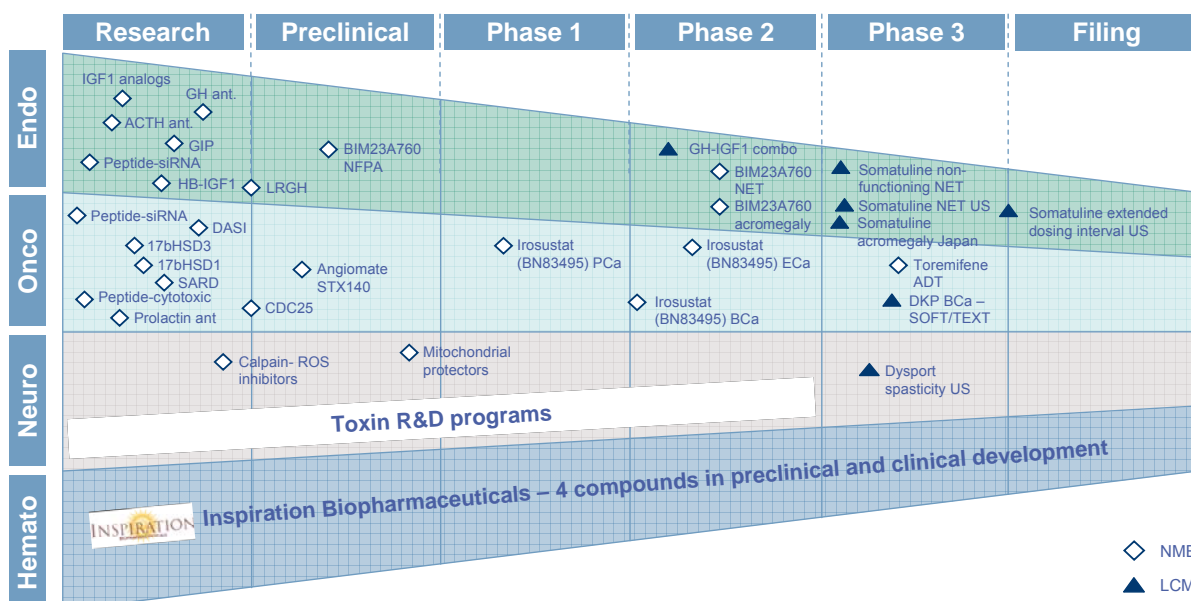 Research
Preclinical
Phase 1
Phase 2
Phase 3
Filing
Endo
IGF1 analogs
GH ant.
ACTH ant.
GIP
Peptide-siRNA
HB-IGF1
LRGH
BIM23A760
NFPA
GH-IGF1 combo
BIM23A760
NET
BIM23A760
acromegaly
Somatuline non-
functioning NET
Somatuline NET US
Somatuline
acromegaly Japan
Somatuline extended
dosing interval US
Onco
Peptide-siRNA
DASI
17bHSD3
17bHSD1
SARD
Peptide-cytotoxic
Prolactin ant
CDC25
Angiomate
STX140
Irosustat
(BN83495) PCa
Irosustat
(BN83495) ECa
Irosustat
(BN83495) BCa
Toremifene
ADT
DKP BCa –
SOFT/TEXT
Neuro
Calpain- ROS
inhibitors
Mitochondrial
protectors
Dysport
spasticity US
Toxin R&D programs
Hemato
INSPIRATION
Inspiration Biopharmaceuticals – 4 compounds in preclinical and clinical development
NME
LCM